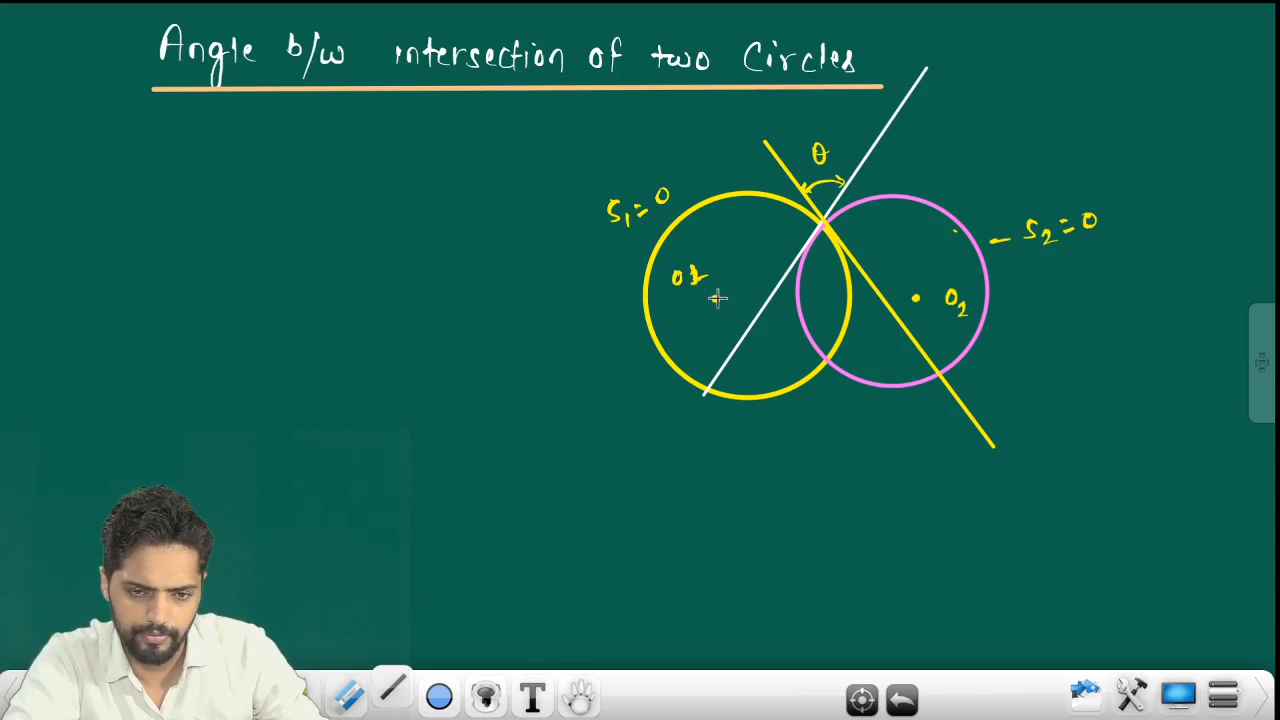 Angle b/w intersection of two Circles
θ
S₁=0
S₂=0
O₁
O₂
T